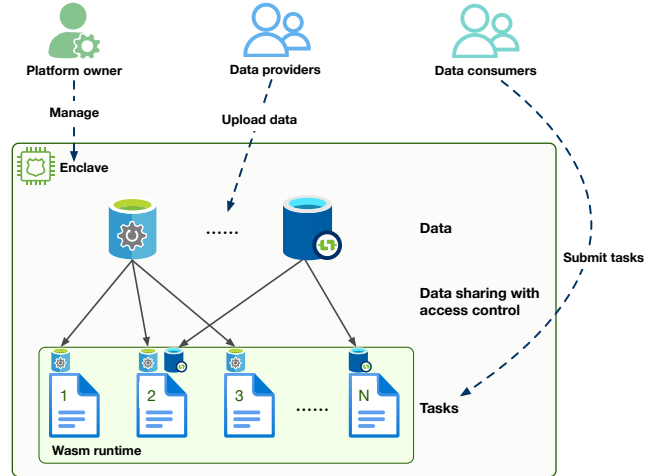 Platform owner
Data providers
Data consumers
Manage
Upload data
Enclave
......
Data
Submit tasks
Data sharing with
access control
1
2
3
......
N
Tasks
Wasm runtime